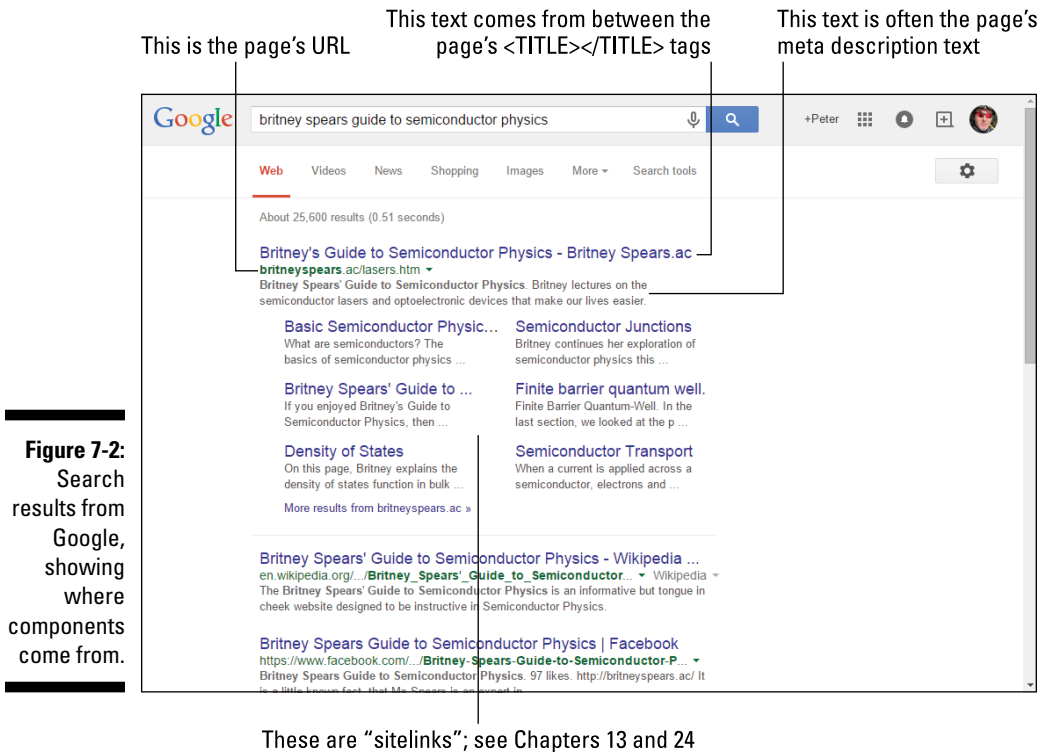 This text comes from between the
page's <TITLE></TITLE> tags
This text is often the page's
meta description text
This is the page's URL
Google
britney spears guide to semiconductor physics
+Peter
Web Videos News Shopping Images More Search tools
About 25,600 results (0.51 seconds)
Britney's Guide to Semiconductor Physics - Britney Spears.ac
britneyspears.ac/lasers.htm
Britney Spears' Guide to Semiconductor Physics. Britney lectures on the
semiconductor lasers and optoelectronic devices that make our lives easier.
Basic Semiconductor Physic...
What are semiconductors? The
basics of semiconductor physics ...
Semiconductor Junctions
Britney continues her exploration of
semiconductor physics this ...
Britney Spears' Guide to ...
If you enjoyed Britney's Guide to
Semiconductor Physics, then ...
Finite barrier quantum well.
Finite Barrier Quantum-Well. In the
last section, we looked at the p ...
Density of States
On this page, Britney explains the
density of states function in bulk ...
Semiconductor Transport
When a current is applied across a
semiconductor, electrons and ...
More results from britneyspears.ac »
Britney Spears' Guide to Semiconductor Physics - Wikipedia ...
en.wikipedia.org/.../Britney_Spears'_Guide_to_Semiconductor... Wikipedia
The Britney Spears' Guide to Semiconductor Physics is an informative but tongue in
cheek website designed to be instructive in Semiconductor Physics.
Britney Spears Guide to Semiconductor Physics | Facebook
https://www.facebook.com/.../Britney-Spears-Guide-to-Semiconductor-P...
Britney Spears Guide to Semiconductor Physics. 97 likes. http://britneyspears.ac/ It
is a little known fact, that Ms Spears is an expert in
Figure 7-2:
Search
results from
Google,
showing
where
components
come from.
These are "sitelinks"; see Chapters 13 and 24